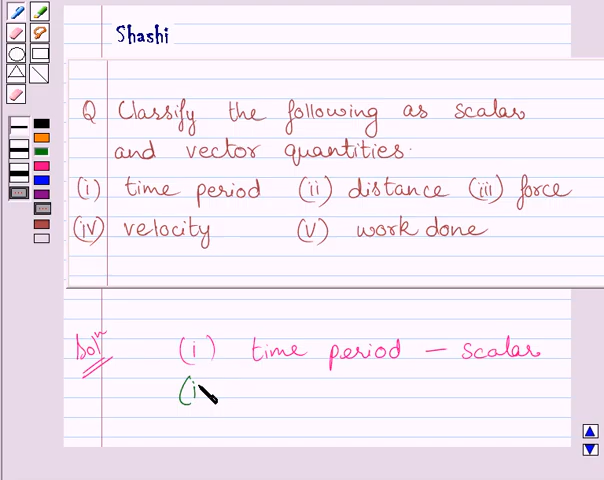 Shashi
Q Classify the following as scalar
and vector quantities.
(i) time period (ii) distance (iii) force
(iv) velocity (v) work done
Solⁿ (i) time period – scalar
(i